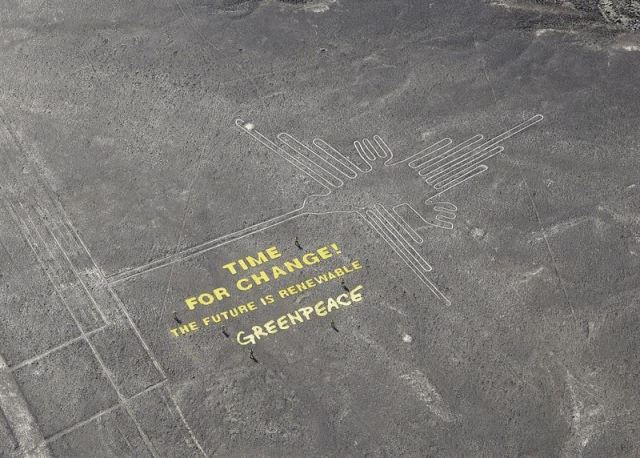 TIME
FOR CHANGE!
THE FUTURE IS RENEWABLE
GREENPEACE